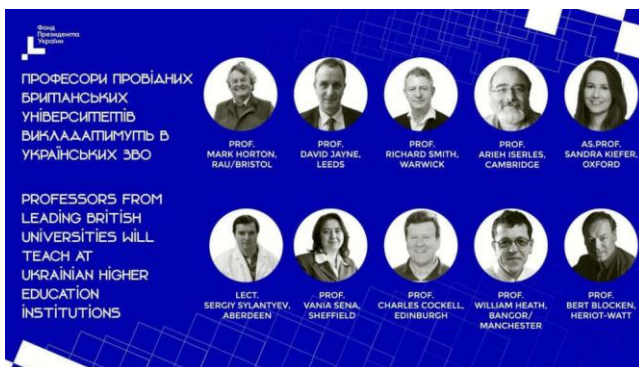 Фонд
Президента
України
ПРОФЕСОРИ ПРОВІДНИХ
БРИТАНСЬКИХ
УНІВЕРСИТЕТІВ
ВИКЛАДАТИМУТЬ В
УКРАЇНСЬКИХ ЗВО
PROFESSORS FROM
LEADING BRITISH
UNIVERSITIES WILL
TEACH AT
UKRAINIAN HIGHER
EDUCATION
INSTITUTIONS
PROF.
MARK HORTON,
RAU/BRISTOL
PROF.
DAVID JAYNE,
LEEDS
PROF.
RICHARD SMITH,
WARWICK
PROF.
ARIEH ISERLES,
CAMBRIDGE
AS.PROF.
SANDRA KIEFER,
OXFORD
LECT.
SERGIY SYLANTYEV,
ABERDEEN
PROF.
VANIA SENA,
SHEFFIELD
PROF.
CHARLES COCKELL,
EDINBURGH
PROF.
WILLIAM HEATH,
BANGOR/
MANCHESTER
PROF.
BERT BLOCKEN,
HERIOT-WATT